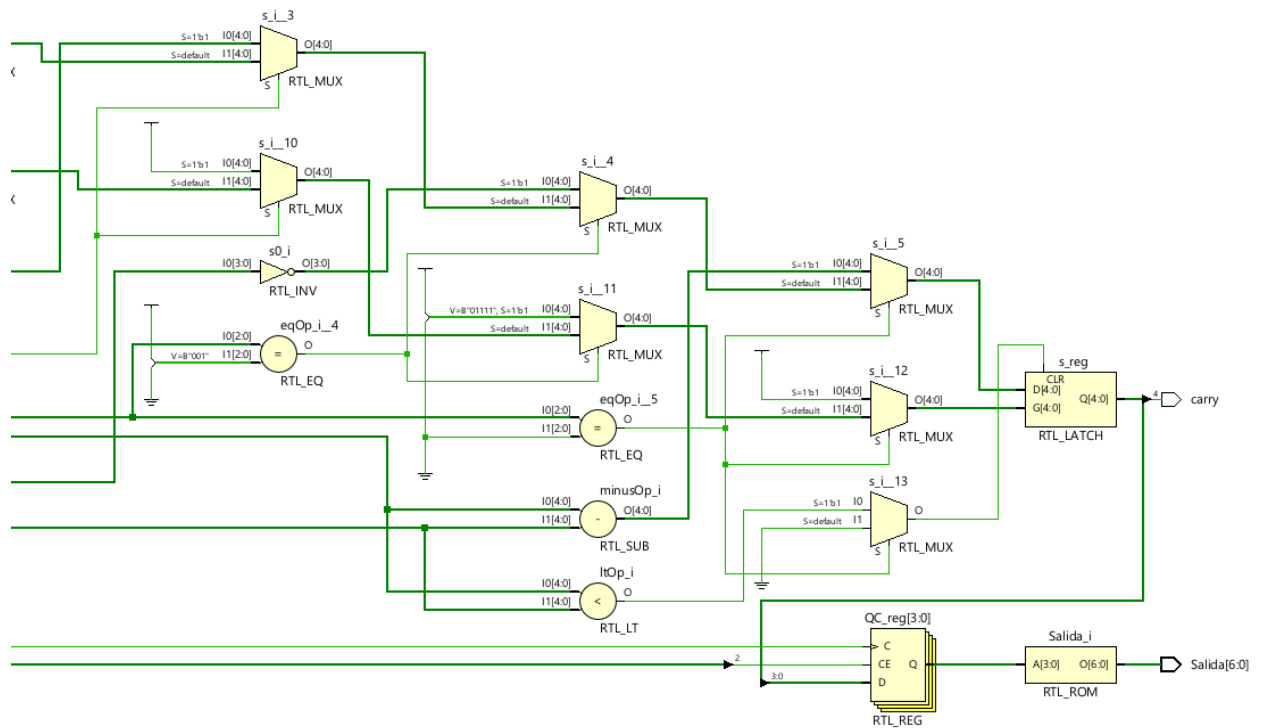 s_i__3
S=1'b1 I0[4:0]
S=default I1[4:0]
O[4:0]
S
RTL_MUX
s_i__10
S=1'b1 I0[4:0]
S=default I1[4:0]
O[4:0]
S
RTL_MUX
s_i__4
S=1'b1 I0[4:0]
S=default I1[4:0]
O[4:0]
S
RTL_MUX
s0_i
I0[3:0] O[3:0]
RTL_INV
s_i__5
S=1'b1 I0[4:0]
S=default I1[4:0]
O[4:0]
S
RTL_MUX
s_i__11
V=B"01111", S=1'b1 I0[4:0]
S=default I1[4:0]
O[4:0]
S
RTL_MUX
eqOp_i__4
I0[2:0]
V=B"001" I1[2:0]
=
O
RTL_EQ
s_reg
CLR
D[4:0]
G[4:0]
Q[4:0]
RTL_LATCH
4
carry
s_i__12
S=1'b1 I0[4:0]
S=default I1[4:0]
O[4:0]
S
RTL_MUX
eqOp_i__5
I0[2:0]
I1[2:0]
=
O
RTL_EQ
s_i__13
S=1'b1 I0
S=default I1
O
S
RTL_MUX
minusOp_i
I0[4:0]
I1[4:0]
-
O[4:0]
RTL_SUB
ltOp_i
I0[4:0]
I1[4:0]
<
O
RTL_LT
QC_reg[3:0]
C
2
CE
Q
3:0
D
RTL_REG
Salida_i
A[3:0] O[6:0]
RTL_ROM
Salida[6:0]